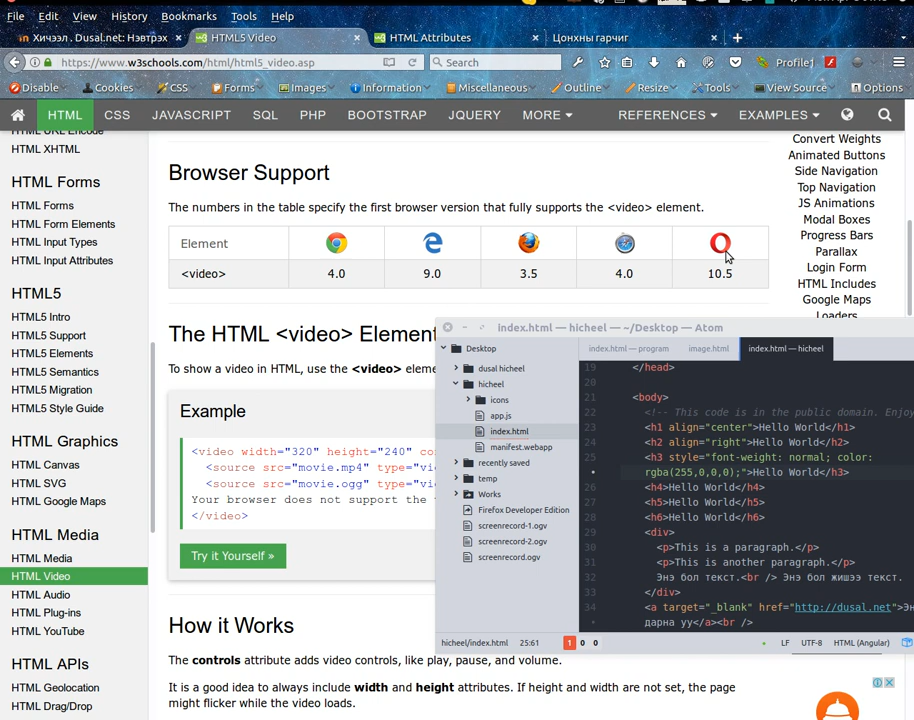 File Edit View History Bookmarks Tools Help
Хичээл . Dusal.net: Нэвтрэх
HTML5 Video
HTML Attributes
Цонхны гарчиг
https://www.w3schools.com/html/html5_video.asp
Search
Profile1
Disable Cookies CSS Forms Images Information Miscellaneous Outline Resize Tools View Source Options
HTML CSS JAVASCRIPT SQL PHP BOOTSTRAP JQUERY MORE REFERENCES EXAMPLES
HTML URL Encode
HTML XHTML
HTML Forms
HTML Forms
HTML Form Elements
HTML Input Types
HTML Input Attributes
HTML5
HTML5 Intro
HTML5 Support
HTML5 Elements
HTML5 Semantics
HTML5 Migration
HTML5 Style Guide
HTML Graphics
HTML Canvas
HTML SVG
HTML Google Maps
HTML Media
HTML Media
HTML Video
HTML Audio
HTML Plug-ins
HTML YouTube
HTML APIs
HTML Geolocation
HTML Drag/Drop
Browser Support
The numbers in the table specify the first browser version that fully supports the <video> element.
Element
<video> 4.0 9.0 3.5 4.0 10.5
The HTML <video> Element
To show a video in HTML, use the <video> eleme
Example
<video width="320" height="240" con
<source src="movie.mp4" type="vi
<source src="movie.ogg" type="vi
Your browser does not support the
</video>
Try it Yourself »
How it Works
The controls attribute adds video controls, like play, pause, and volume.
It is a good idea to always include width and height attributes. If height and width are not set, the page
might flicker while the video loads.
Convert Weights
Animated Buttons
Side Navigation
Top Navigation
JS Animations
Modal Boxes
Progress Bars
Parallax
Login Form
HTML Includes
Google Maps
Loaders
index.html — hicheel — ~/Desktop — Atom
Desktop
dusal hicheel
hicheel
icons
app.js
index.html
manifest.webapp
recently saved
temp
Works
Firefox Developer Edition
screenrecord-1.ogv
screenrecord-2.ogv
screenrecord.ogv
index.html — program image.html index.html — hicheel
19 </head>
20
21 <body>
22 <!-- This code is in the public domain. Enjoy
23 <h1 align="center">Hello World</h1>
24 <h2 align="right">Hello World</h2>
25 <h3 style="font-weight: normal; color:
• rgba(255,0,0,0);">Hello World</h3>
26 <h4>Hello World</h4>
27 <h5>Hello World</h5>
28 <h6>Hello World</h6>
29 <div>
30 <p>This is a paragraph.</p>
31 <p>This is another paragraph.</p>
32 Энэ бол текст.<br /> Энэ бол жишээ текст.
33 </div>
34 <a target="_blank" href="http://dusal.net">Эн
• дарна уу</a><br />
hicheel/index.html 25:61 1 0 0 LF UTF-8 HTML (Angular)